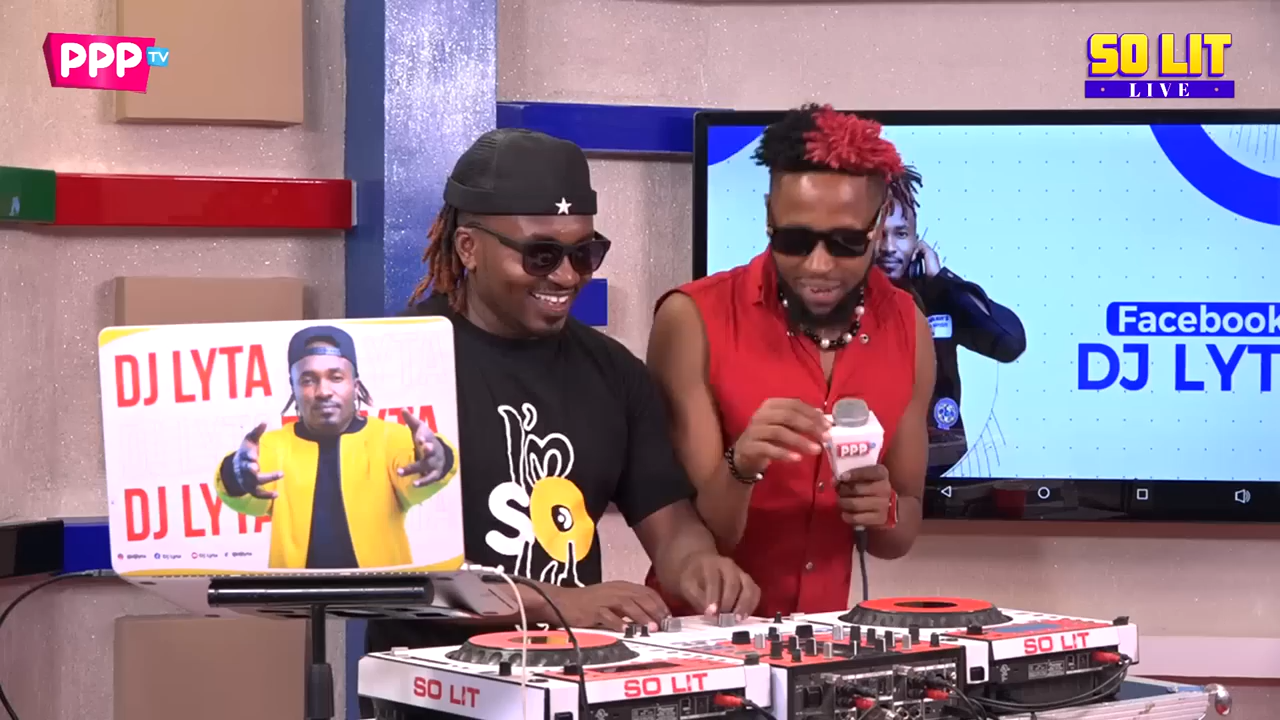 PPP TV
SO LIT
LIVE
Facebook
DJ LYT
DJ LYTA
DJ LYTA
I'm
SO
PPP
SO LIT
SO LIT
SO LIT